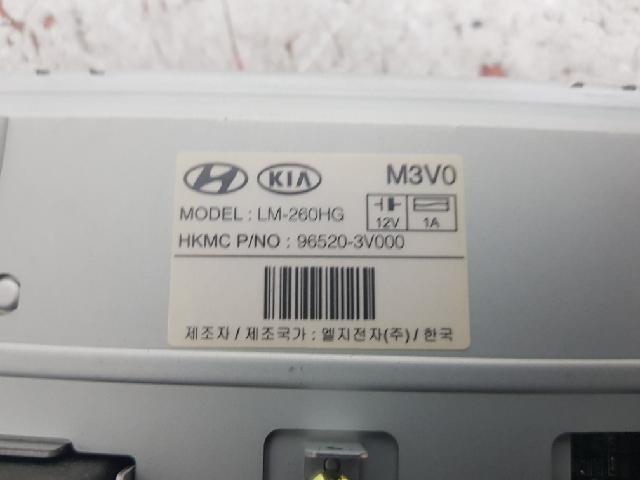 KIA M3V0
MODEL : LM-260HG
12V 1A
HKMC P/NO : 96520-3V000
제조자 / 제조국가 : 엘지전자(주) / 한국